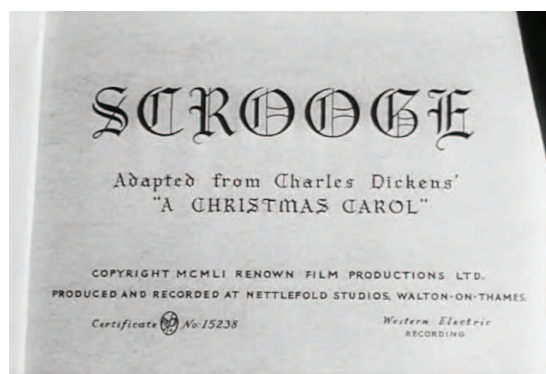 SCROOGE
Adapted from Charles Dickens'
"A CHRISTMAS CAROL"
COPYRIGHT MCMLI RENOWN FILM PRODUCTIONS LTD.
PRODUCED AND RECORDED AT NETTLEFOLD STUDIOS, WALTON-ON-THAMES.
Certificate No: 15238
Western Electric
RECORDING